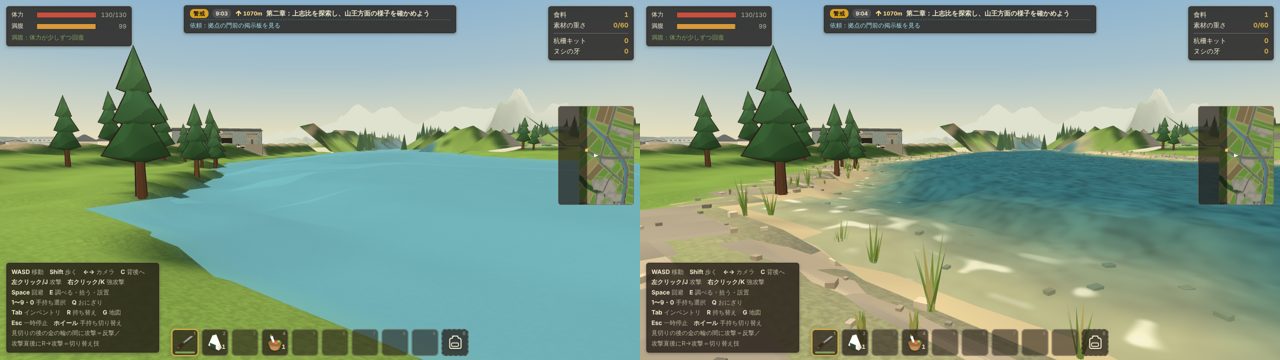 体力 130/130
満腹 99
満腹：体力が少しずつ回復
警戒 9:03 1070m 第二章：上志比を探索し、山王方面の様子を確かめよう
依頼：拠点の門前の掲示板を見る
食料 1
素材の重さ 0/60
杭柵キット 0
ヌシの牙 0
WASD 移動 Shift 歩く ←→ カメラ C 背後へ
左クリック/J 攻撃 右クリック/K 強攻撃
Space 回避 E 調べる・拾う・設置
1〜9・0 手持ち選択 Q おにぎり
Tab インベントリ R 持ち替え G 地図
Esc 一時停止 ホイール 手持ち切り替え
見切りの後の金の輪の間に攻撃＝反撃／
攻撃直後にR→攻撃＝切り替え技
1
1
体力 130/130
満腹 99
満腹：体力が少しずつ回復
警戒 9:04 1070m 第二章：上志比を探索し、山王方面の様子を確かめよう
依頼：拠点の門前の掲示板を見る
食料 1
素材の重さ 0/60
杭柵キット 0
ヌシの牙 0
WASD 移動 Shift 歩く ←→ カメラ C 背後へ
左クリック/J 攻撃 右クリック/K 強攻撃
Space 回避 E 調べる・拾う・設置
1〜9・0 手持ち選択 Q おにぎり
Tab インベントリ R 持ち替え G 地図
Esc 一時停止 ホイール 手持ち切り替え
見切りの後の金の輪の間に攻撃＝反撃／
攻撃直後にR→攻撃＝切り替え技
1
1